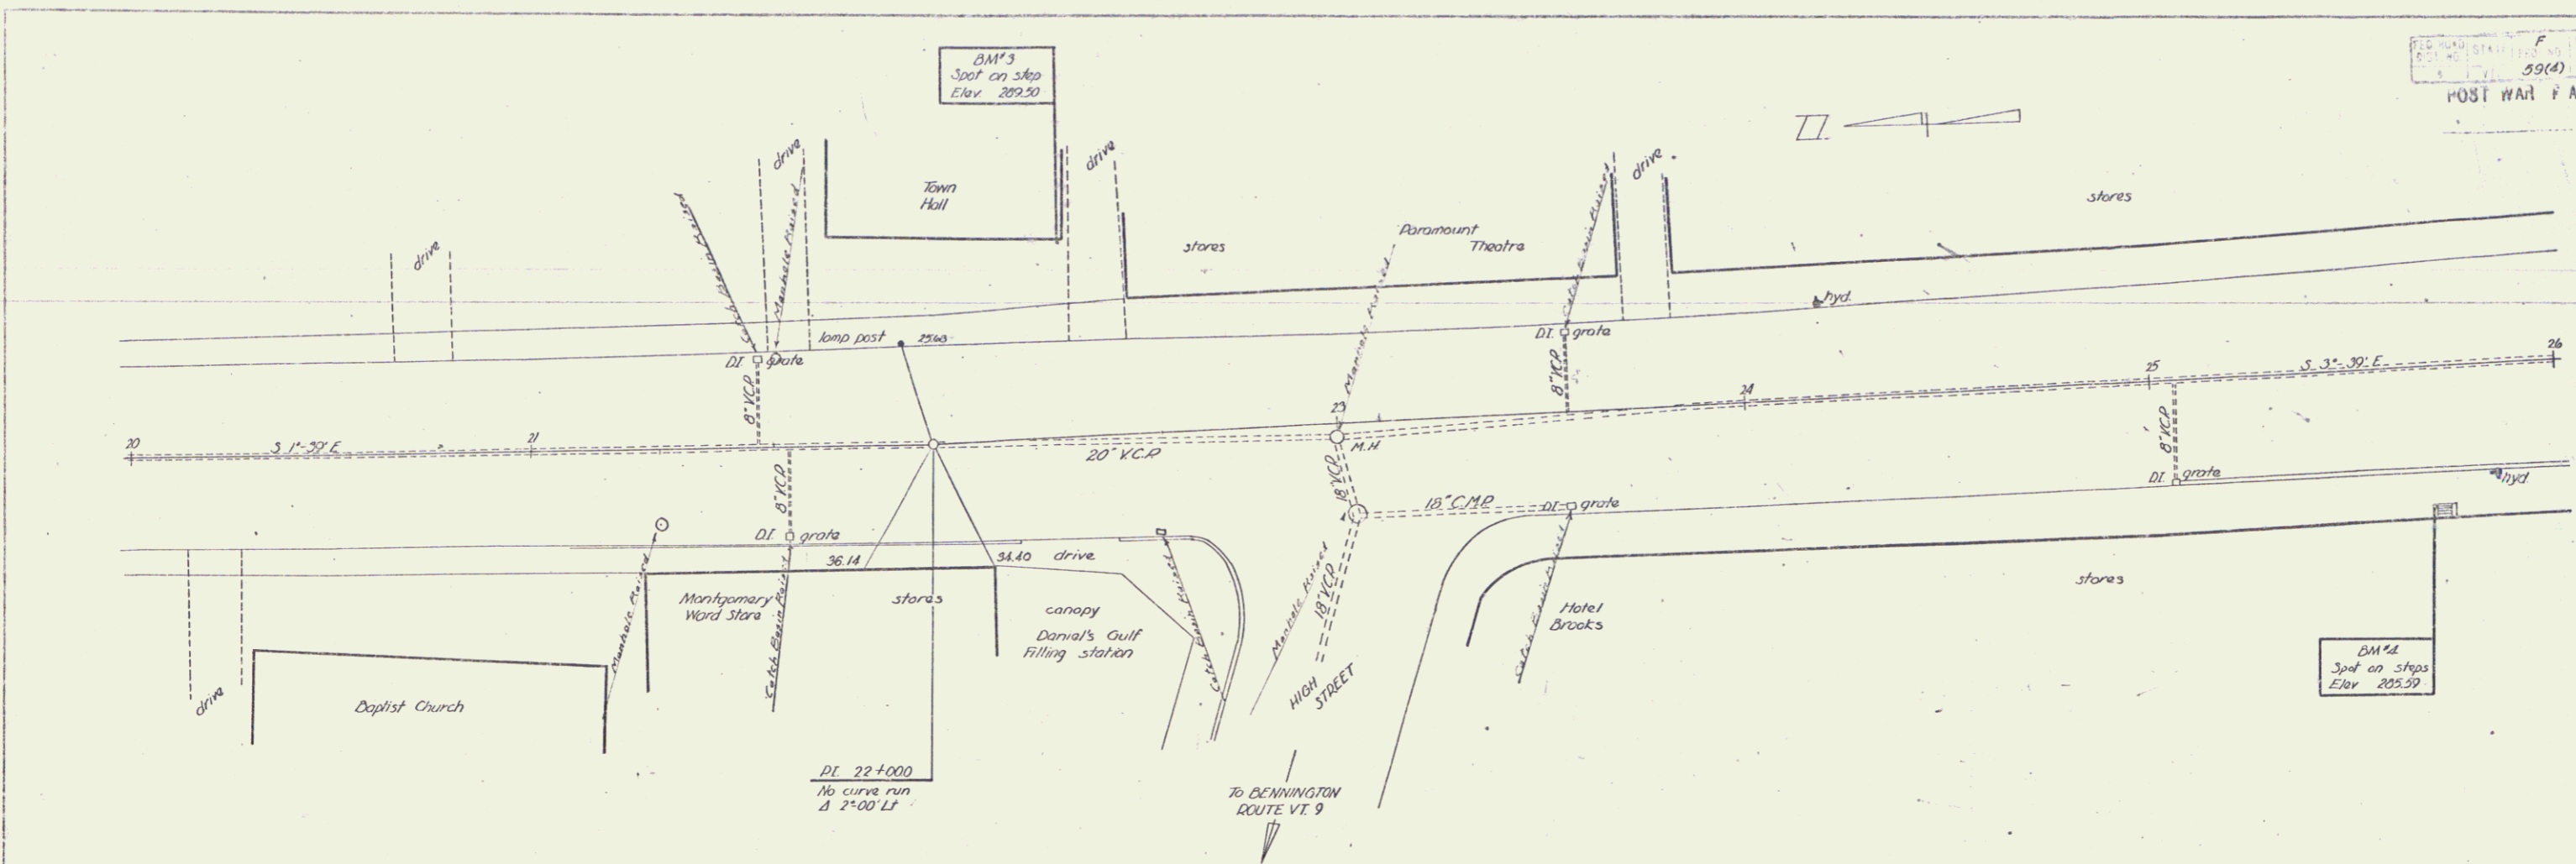 BM#3
Spot on step
Elev. 289.50
F
59(4)
POST WAR F A
drive
drive
drive
drive
Town
Hall
stores
Paramount
Theatre
stores
hyd.
Catch Basin Raised
Manhole Raised
Manhole Raised
Catch Basin Raised
lamp post
25.63
D.I. grate
D.I. grate
8" V.C.P.
8" V.C.P.
20
S 1°-39' E
21
23
24
25
S 3°-39' E
26
20" V.C.P.
M.H.
8" V.C.P.
18" V.C.P.
8" V.C.P.
18" C.M.P.
D.I. grate
D.I. grate
D.I. grate
hyd.
36.14
34.40
drive
Manhole Raised
Catch Basin Raised
Catch Basin Raised
Manhole Raised
18" V.C.P.
Catch Basin Raised
Montgomery
Ward Store
stores
canopy
Daniel's Gulf
Filling station
Hotel
Brooks
stores
drive
Baptist Church
HIGH
STREET
BM#4
Spot on steps
Elev 285.59
P.I. 22+000
No curve run
Δ 2°-00' Lt
To BENNINGTON
ROUTE VT. 9